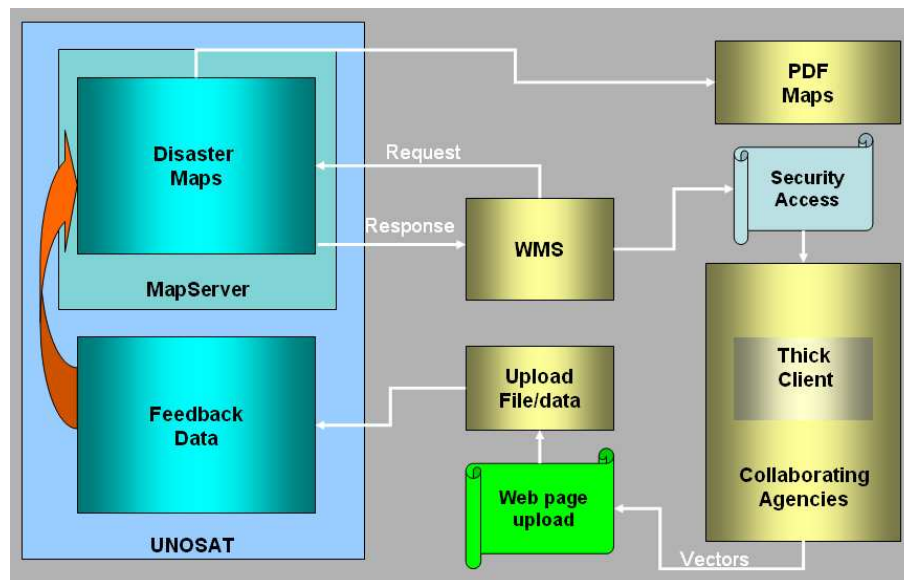 PDF
Maps
Disaster
Maps
Request
Security
Access
Response
WMS
MapServer
Thick
Client
Upload
File/data
Feedback
Data
Collaborating
Agencies
Web page
upload
UNOSAT
Vectors